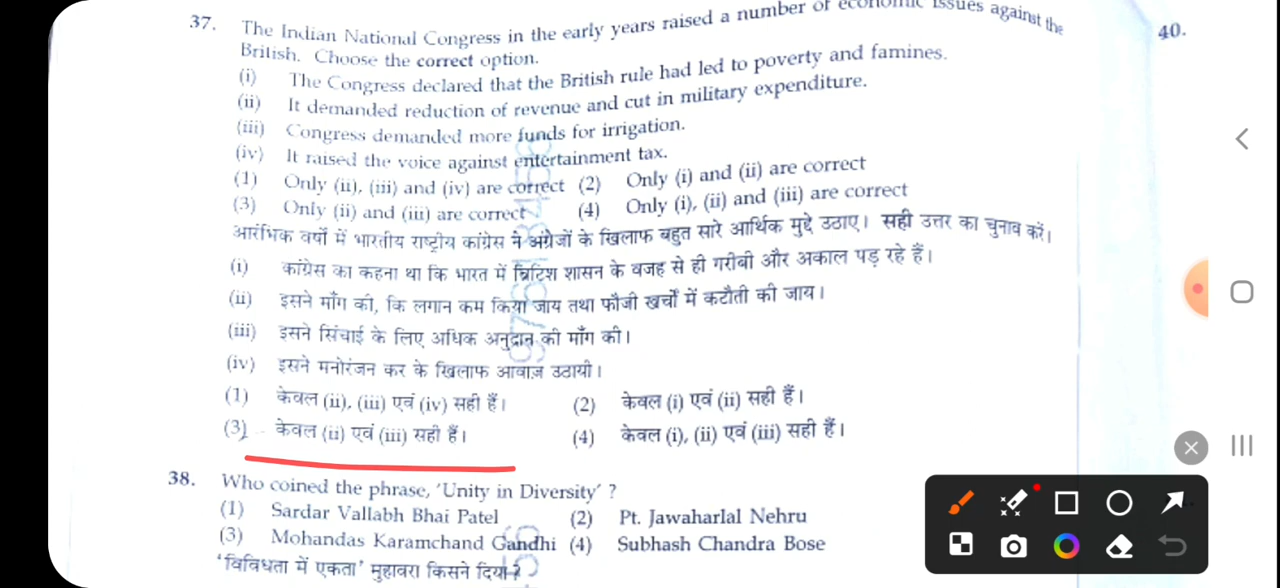 37. The Indian National Congress in the early years raised a number of economic issues against the
40.
British. Choose the correct option.
(i) The Congress declared that the British rule had led to poverty and famines.
(ii) It demanded reduction of revenue and cut in military expenditure.
(iii) Congress demanded more funds for irrigation.
(iv) It raised the voice against entertainment tax.
(1) Only (ii), (iii) and (iv) are correct (2) Only (i) and (ii) are correct
(3) Only (ii) and (iii) are correct (4) Only (i), (ii) and (iii) are correct
आरंभिक वर्षों में भारतीय राष्ट्रीय कांग्रेस ने अंग्रेजों के खिलाफ बहुत सारे आर्थिक मुद्दे उठाए। सही उत्तर का चुनाव करें।
(i) कांग्रेस का कहना था कि भारत में ब्रिटिश शासन के वजह से ही गरीबी और अकाल पड़ रहे हैं।
(ii) इसने माँग की, कि लगान कम किया जाय तथा फौजी खर्चों में कटौती की जाय।
(iii) इसने सिंचाई के लिए अधिक अनुदान की माँग की।
(iv) इसने मनोरंजन कर के खिलाफ आवाज़ उठायी।
(1) केवल (ii), (iii) एवं (iv) सही हैं। (2) केवल (i) एवं (ii) सही हैं।
(3) केवल (ii) एवं (iii) सही हैं। (4) केवल (i), (ii) एवं (iii) सही हैं।
38. Who coined the phrase, 'Unity in Diversity' ?
(1) Sardar Vallabh Bhai Patel (2) Pt. Jawaharlal Nehru
(3) Mohandas Karamchand Gandhi (4) Subhash Chandra Bose
'विविधता में एकता' मुहावरा किसने दिया ?